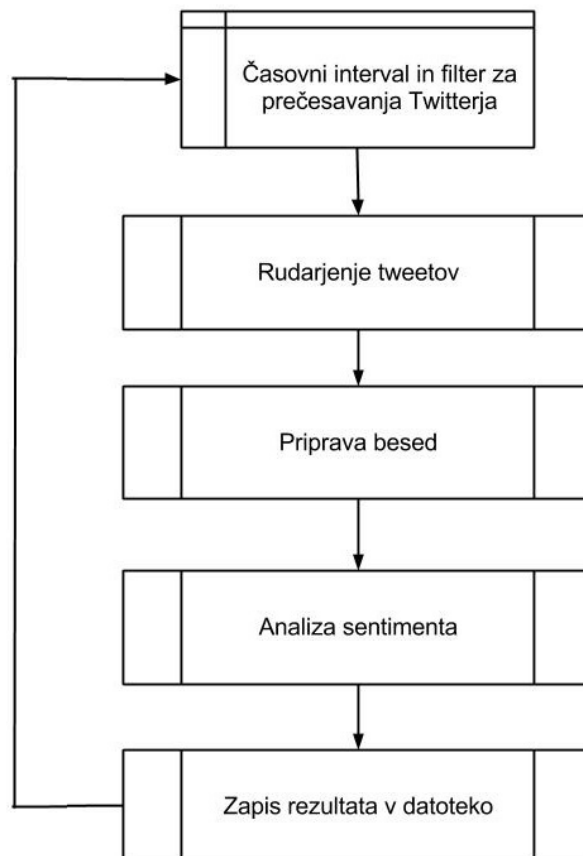 Časovni interval in filter za
prečesavanja Twitterja
Rudarjenje tweetov
Priprava besed
Analiza sentimenta
Zapis rezultata v datoteko